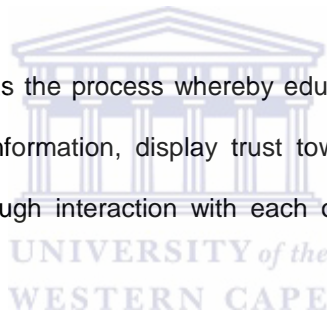 s the process whereby edu
nformation, display trust tow
ugh interaction with each o
UNIVERSITY of the
WESTERN CAPE